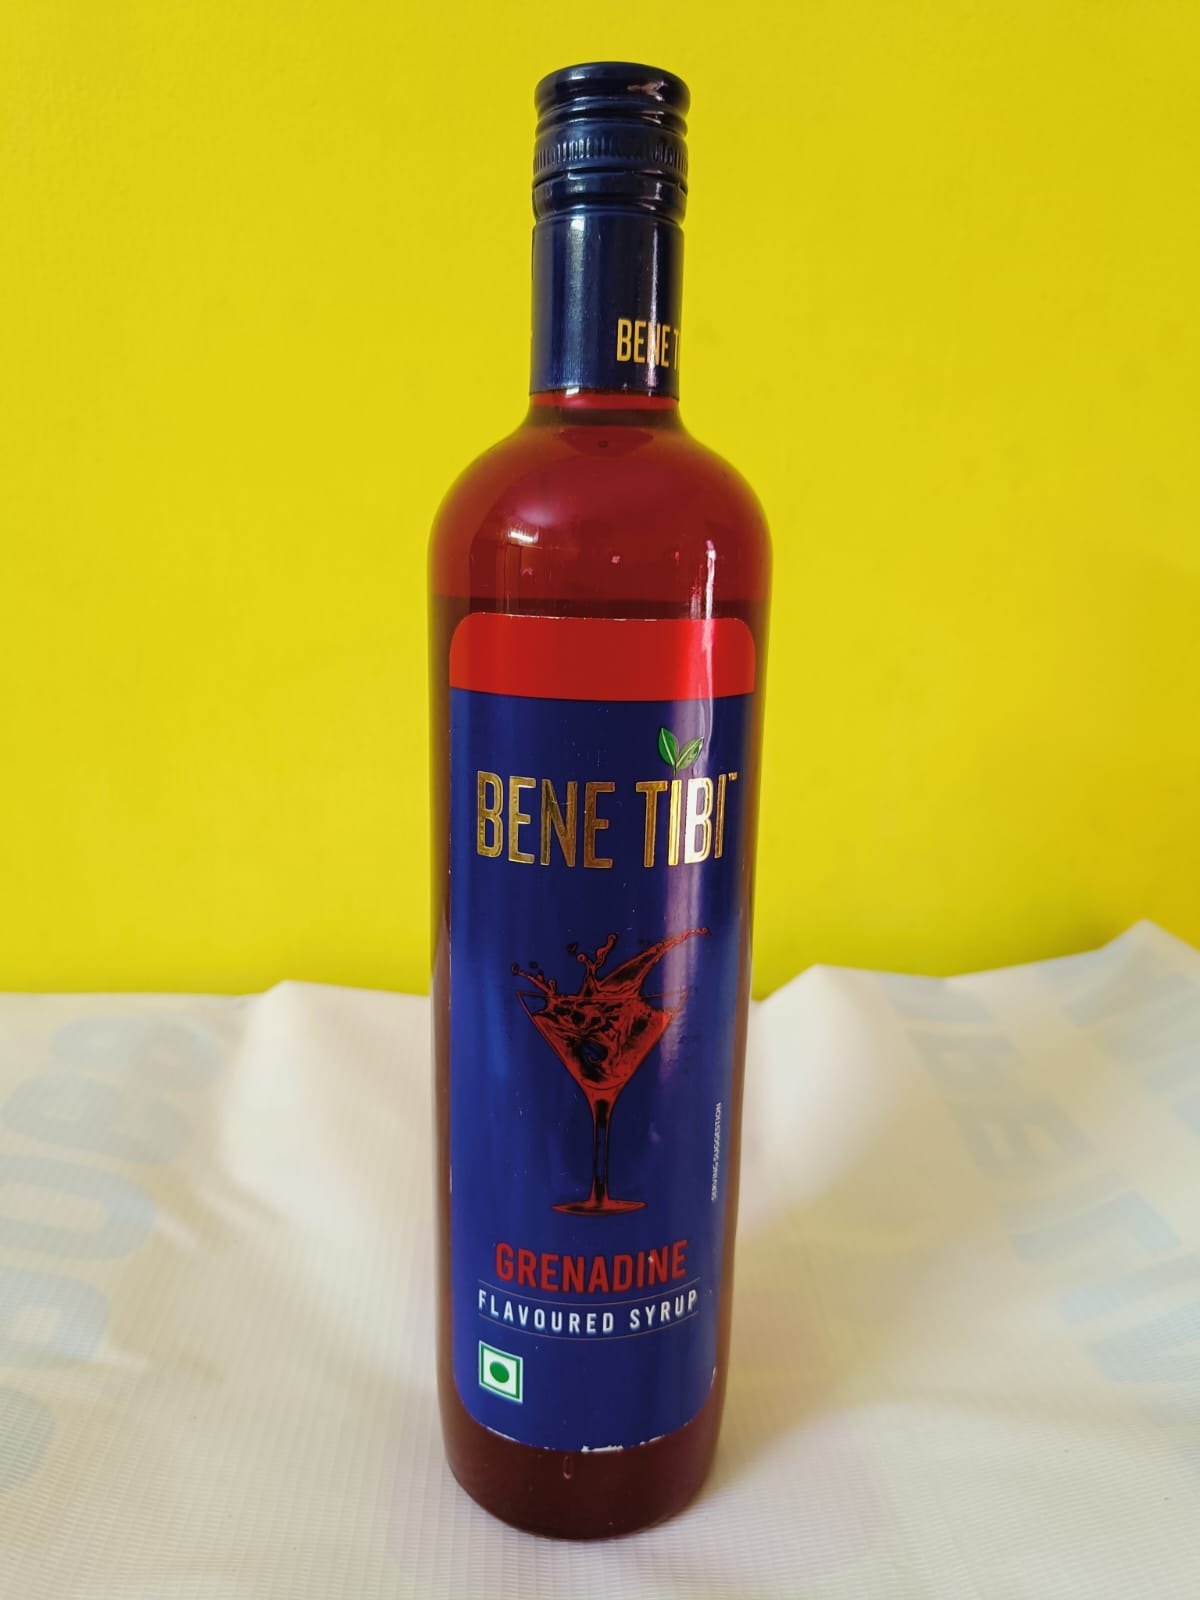 BENE TI
BENE TIBI™
SERVING SUGGESTION
GRENADINE
FLAVOURED SYRUP